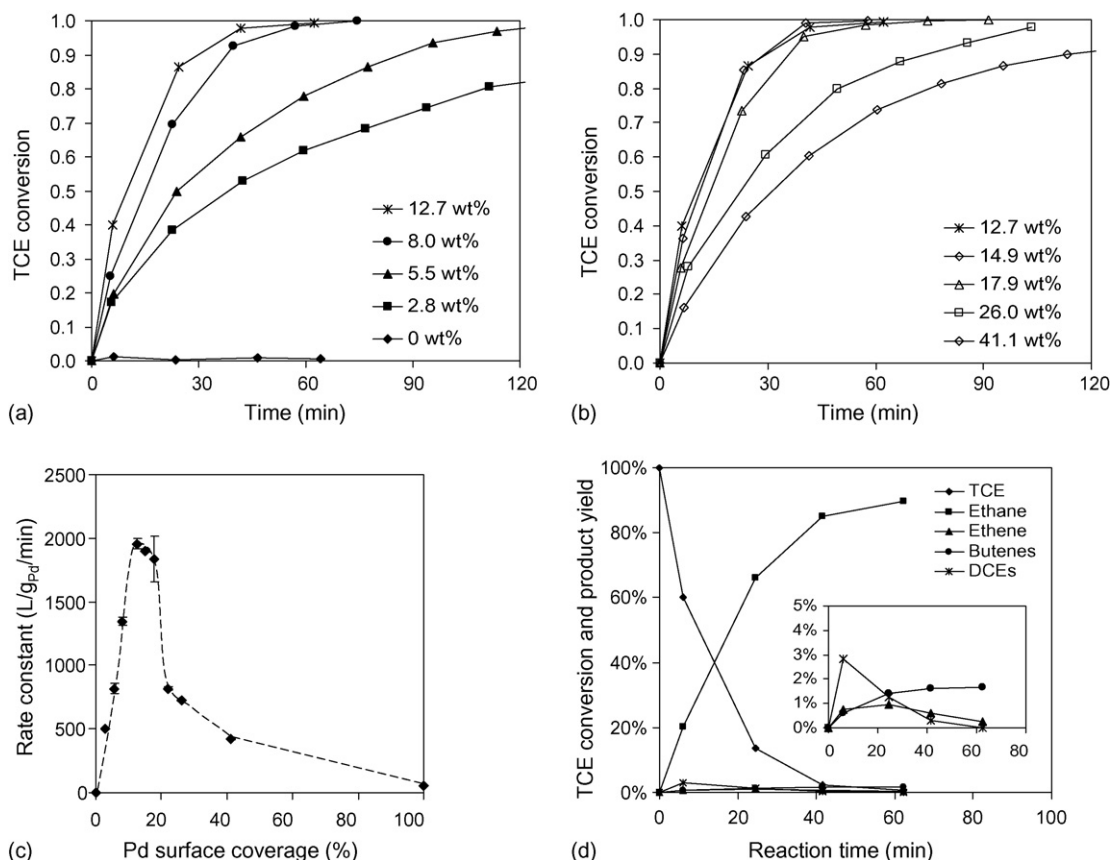 1.0
0.9
0.8
0.7
0.6
0.5
0.4
0.3
0.2
0.1
0.0
TCE conversion
12.7 wt%
8.0 wt%
5.5 wt%
2.8 wt%
0 wt%
0 30 60 90 120
(a) Time (min)
1.0
0.9
0.8
0.7
0.6
0.5
0.4
0.3
0.2
0.1
0.0
TCE conversion
12.7 wt%
14.9 wt%
17.9 wt%
26.0 wt%
41.1 wt%
0 30 60 90 120
(b) Time (min)
2500
2000
1500
1000
500
0
Rate constant (L/gPd/min)
0 20 40 60 80 100
(c) Pd surface coverage (%)
100%
80%
60%
40%
20%
0%
TCE conversion and product yield
TCE
Ethane
Ethene
Butenes
DCEs
5%
4%
3%
2%
1%
0%
0 20 40 60 80
0 20 40 60 80 100
(d) Reaction time (min)